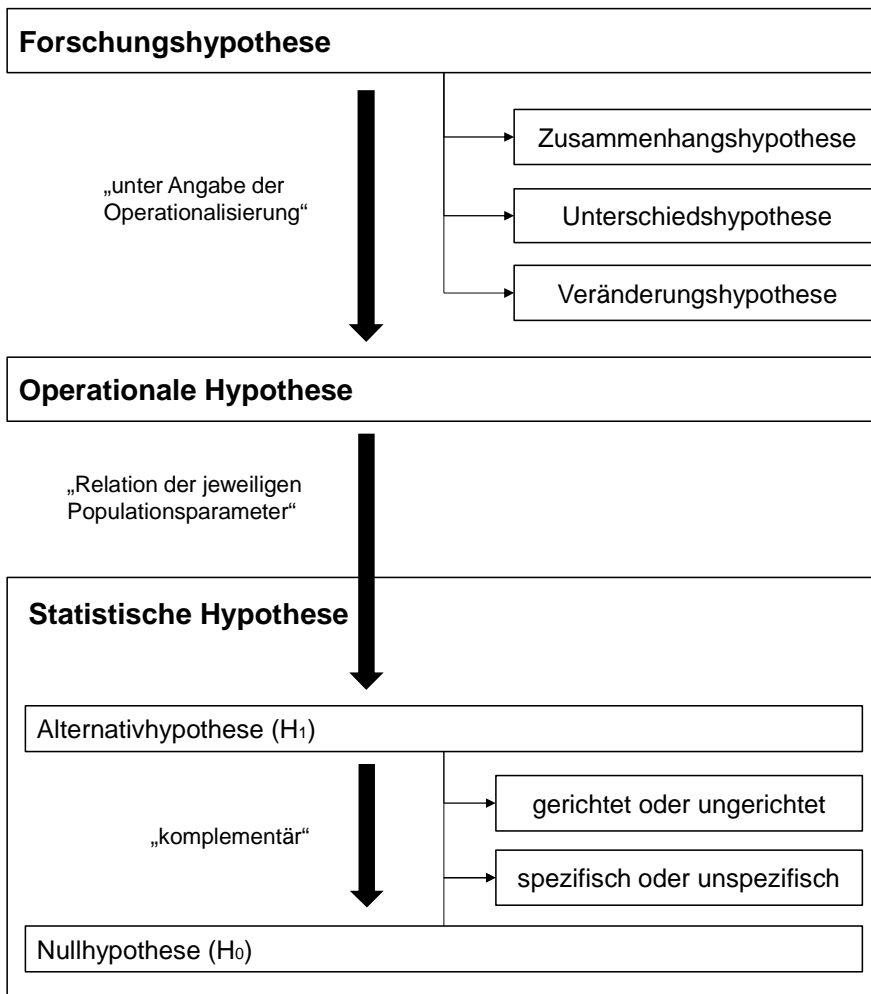 Forschungshypothese
Zusammenhangshypothese
„unter Angabe der
Operationalisierung“
Unterschiedshypothese
Veränderungshypothese
Operationale Hypothese
„Relation der jeweiligen
Populationsparameter“
Statistische Hypothese
Alternativhypothese (H1)
gerichtet oder ungerichtet
„komplementär“
spezifisch oder unspezifisch
Nullhypothese (H0)